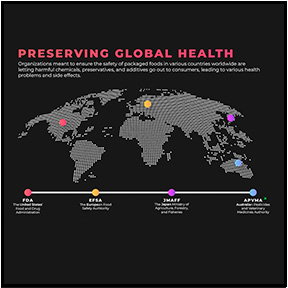 PRESERVING GLOBAL HEALTH
Organizations meant to ensure the safety of packaged foods in various countries worldwide are
letting harmful chemicals, preservatives, and additives go out to consumers, leading to various health
problems and side effects.
FDA
The United States'
Food and Drug
Administration
EFSA
The European Food
Safety Authority
JMAFF
The Japan Ministry of
Agriculture, Forestry,
and Fisheries
APVMA
Australian Pesticides
and Veterinary
Medicines Authority